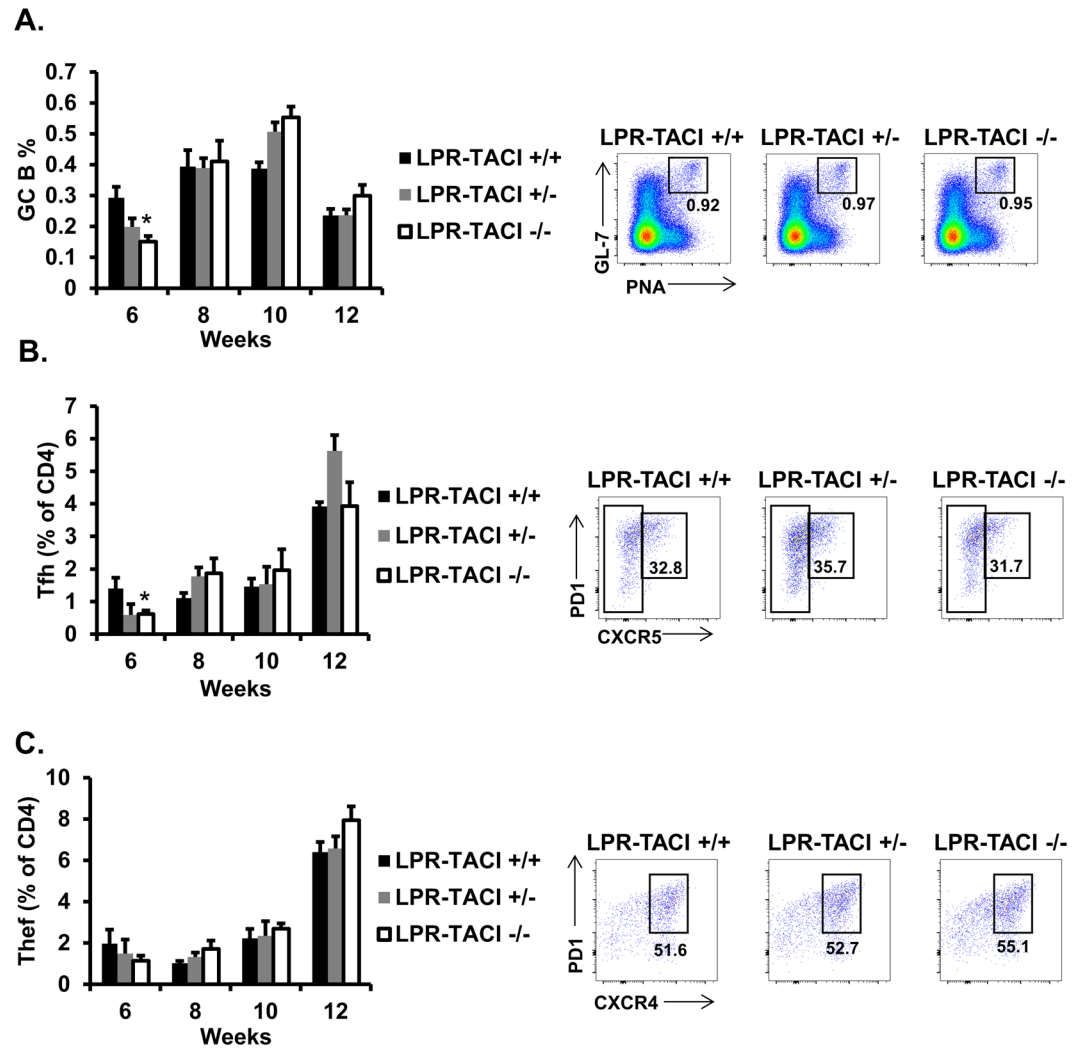 A.
0.7
0.6
0.5
0.4
0.3
0.2
0.1
0
GC B %
*
6 8 10 12
Weeks
LPR-TACI +/+
LPR-TACI +/-
LPR-TACI -/-
LPR-TACI +/+ LPR-TACI +/- LPR-TACI -/-
0.92 0.97 0.95
GL-7
PNA
B.
7
6
5
4
3
2
1
0
Tfh (% of CD4)
*
6 8 10 12
Weeks
LPR-TACI +/+
LPR-TACI +/-
LPR-TACI -/-
LPR-TACI +/+ LPR-TACI +/- LPR-TACI -/-
32.8 35.7 31.7
PD1
CXCR5
C.
10
8
6
4
2
0
Thef (% of CD4)
6 8 10 12
Weeks
LPR-TACI +/+
LPR-TACI +/-
LPR-TACI -/-
LPR-TACI +/+ LPR-TACI +/- LPR-TACI -/-
51.6 52.7 55.1
PD1
CXCR4